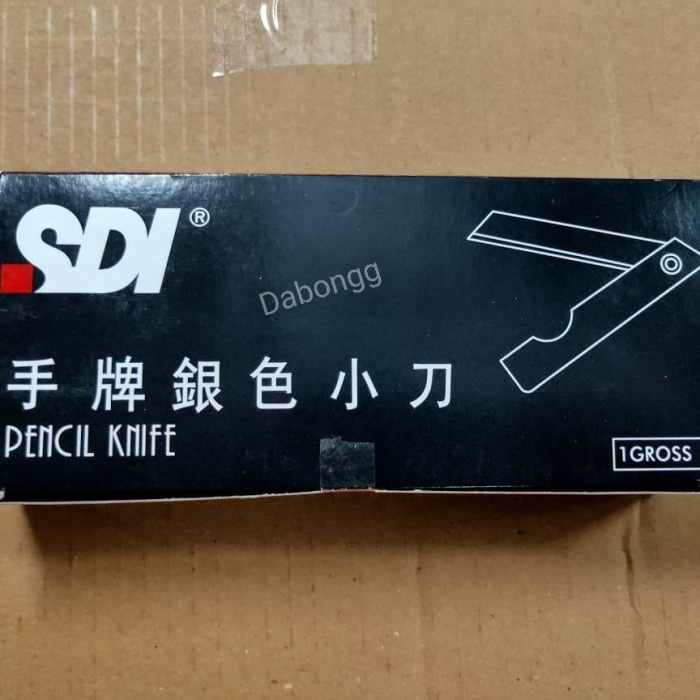 SDI®
Dabongg
手牌銀色小刀
PENCIL KNIFE
1GROSS